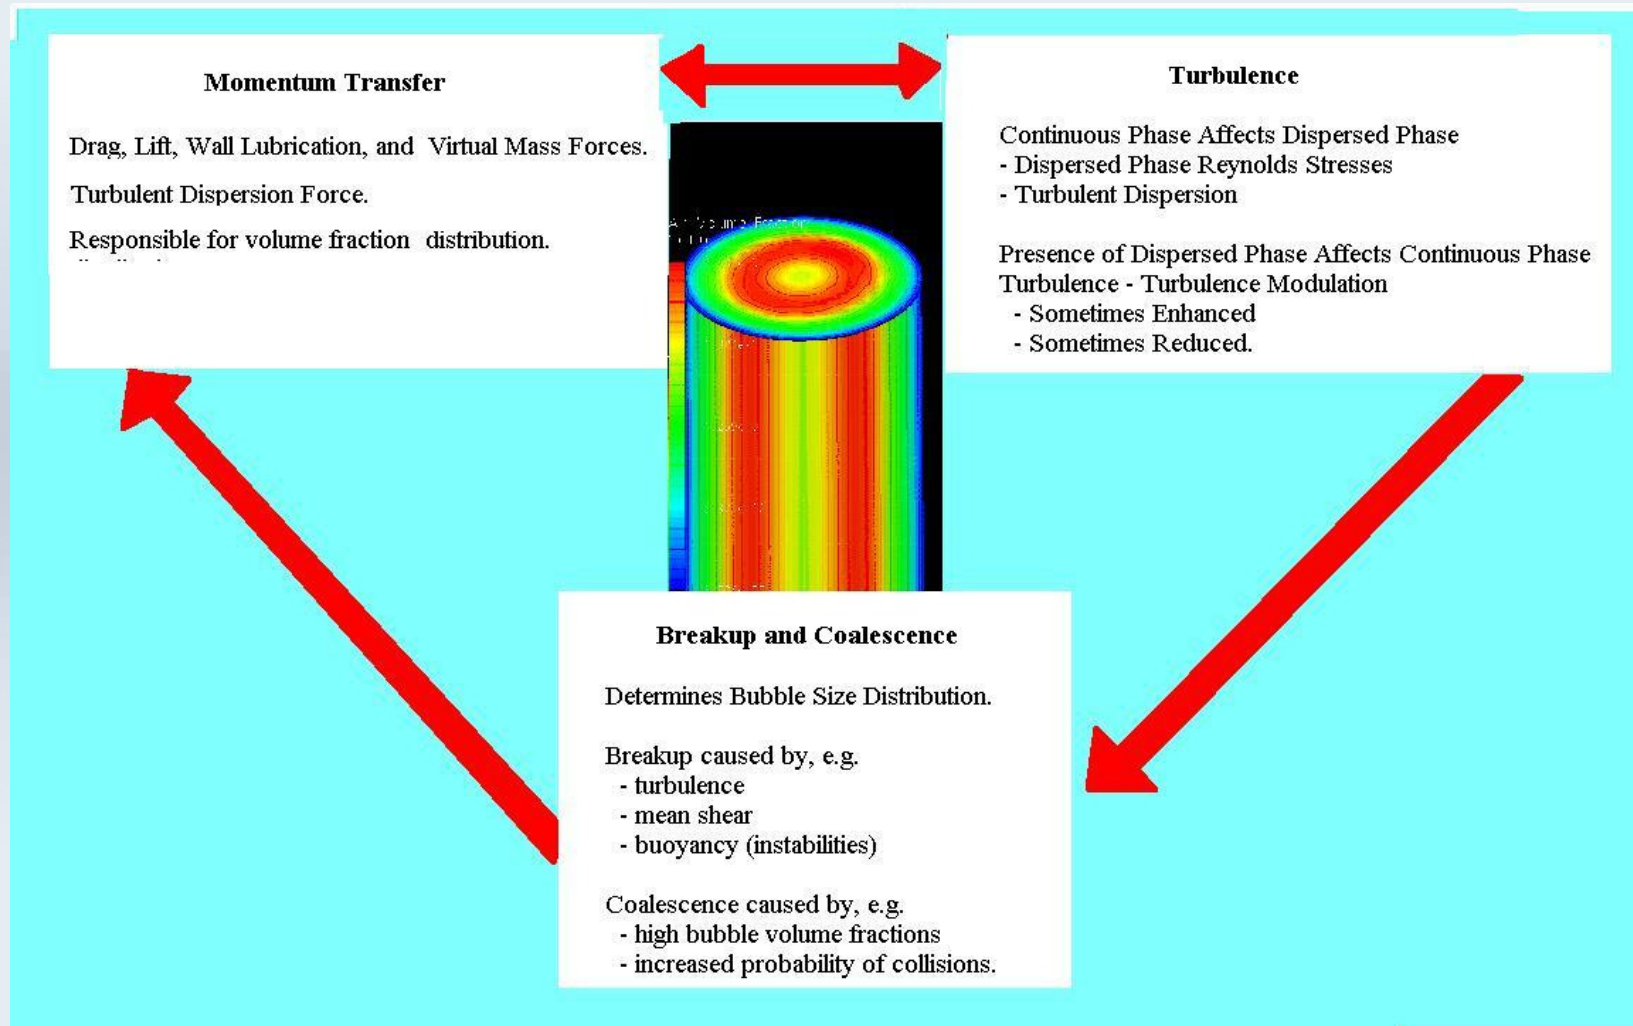 Momentum Transfer
Drag, Lift, Wall Lubrication, and Virtual Mass Forces.
Turbulent Dispersion Force.
Responsible for volume fraction distribution.
Turbulence
Continuous Phase Affects Dispersed Phase
- Dispersed Phase Reynolds Stresses
- Turbulent Dispersion
Presence of Dispersed Phase Affects Continuous Phase
Turbulence - Turbulence Modulation
- Sometimes Enhanced
- Sometimes Reduced.
Breakup and Coalescence
Determines Bubble Size Distribution.
Breakup caused by, e.g.
- turbulence
- mean shear
- buoyancy (instabilities)
Coalescence caused by, e.g.
- high bubble volume fractions
- increased probability of collisions.